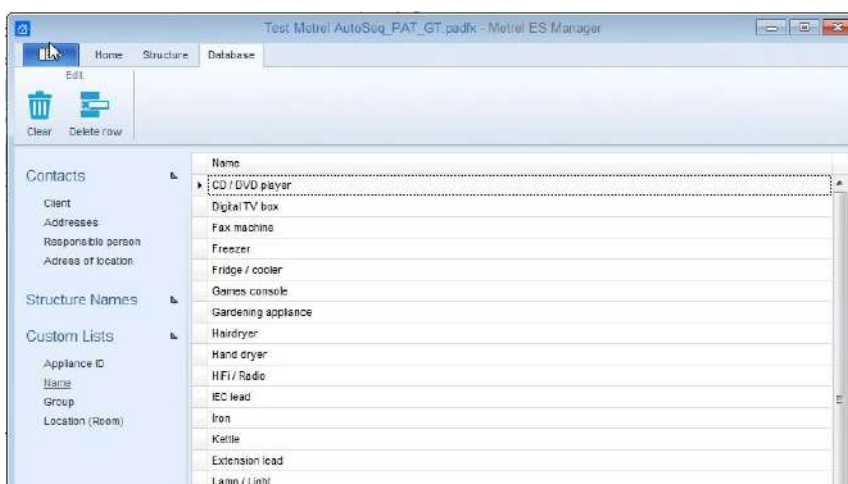 Test Metrel AutoSeq_PAT_GT.padfx - Metrel ES Manager
Home Structure Database
Edit
Clear Delete row
Contacts
Client
Addresses
Responsible person
Adress of location
Structure Names
Custom Lists
Appliance ID
Name
Group
Location (Room)
Name
CD / DVD player
Digital TV box
Fax machine
Freezer
Fridge / cooler
Games console
Gardening appliance
Hairdryer
Hand dryer
HiFi / Radio
IEC lead
Iron
Kettle
Extension lead
Lamp / Light